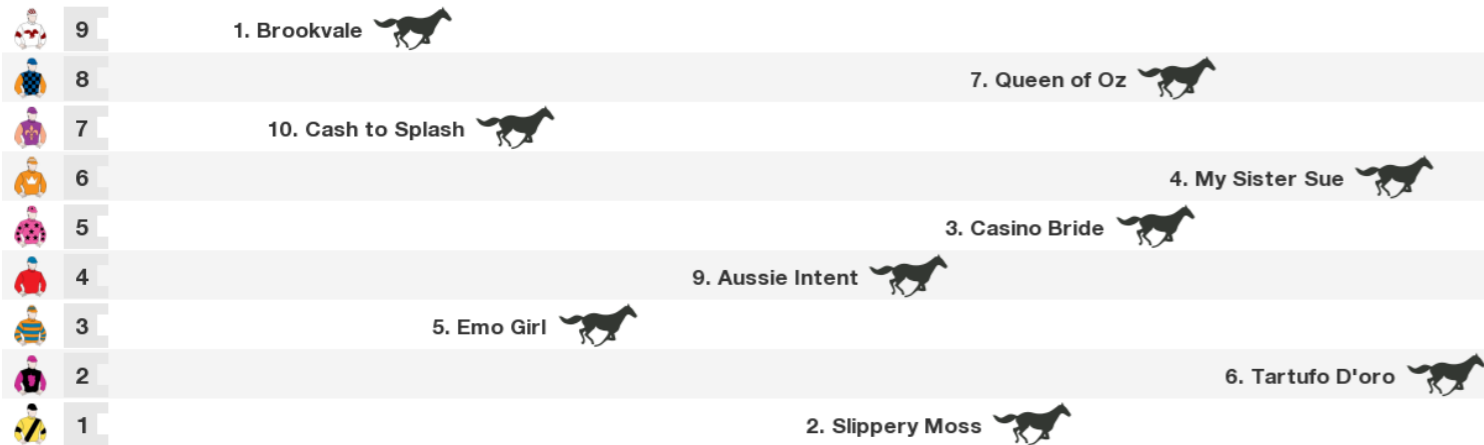 9 1. Brookvale
8 7. Queen of Oz
7 10. Cash to Splash
6 4. My Sister Sue
5 3. Casino Bride
4 9. Aussie Intent
3 5. Emo Girl
2 6. Tartufo D'oro
1 2. Slippery Moss